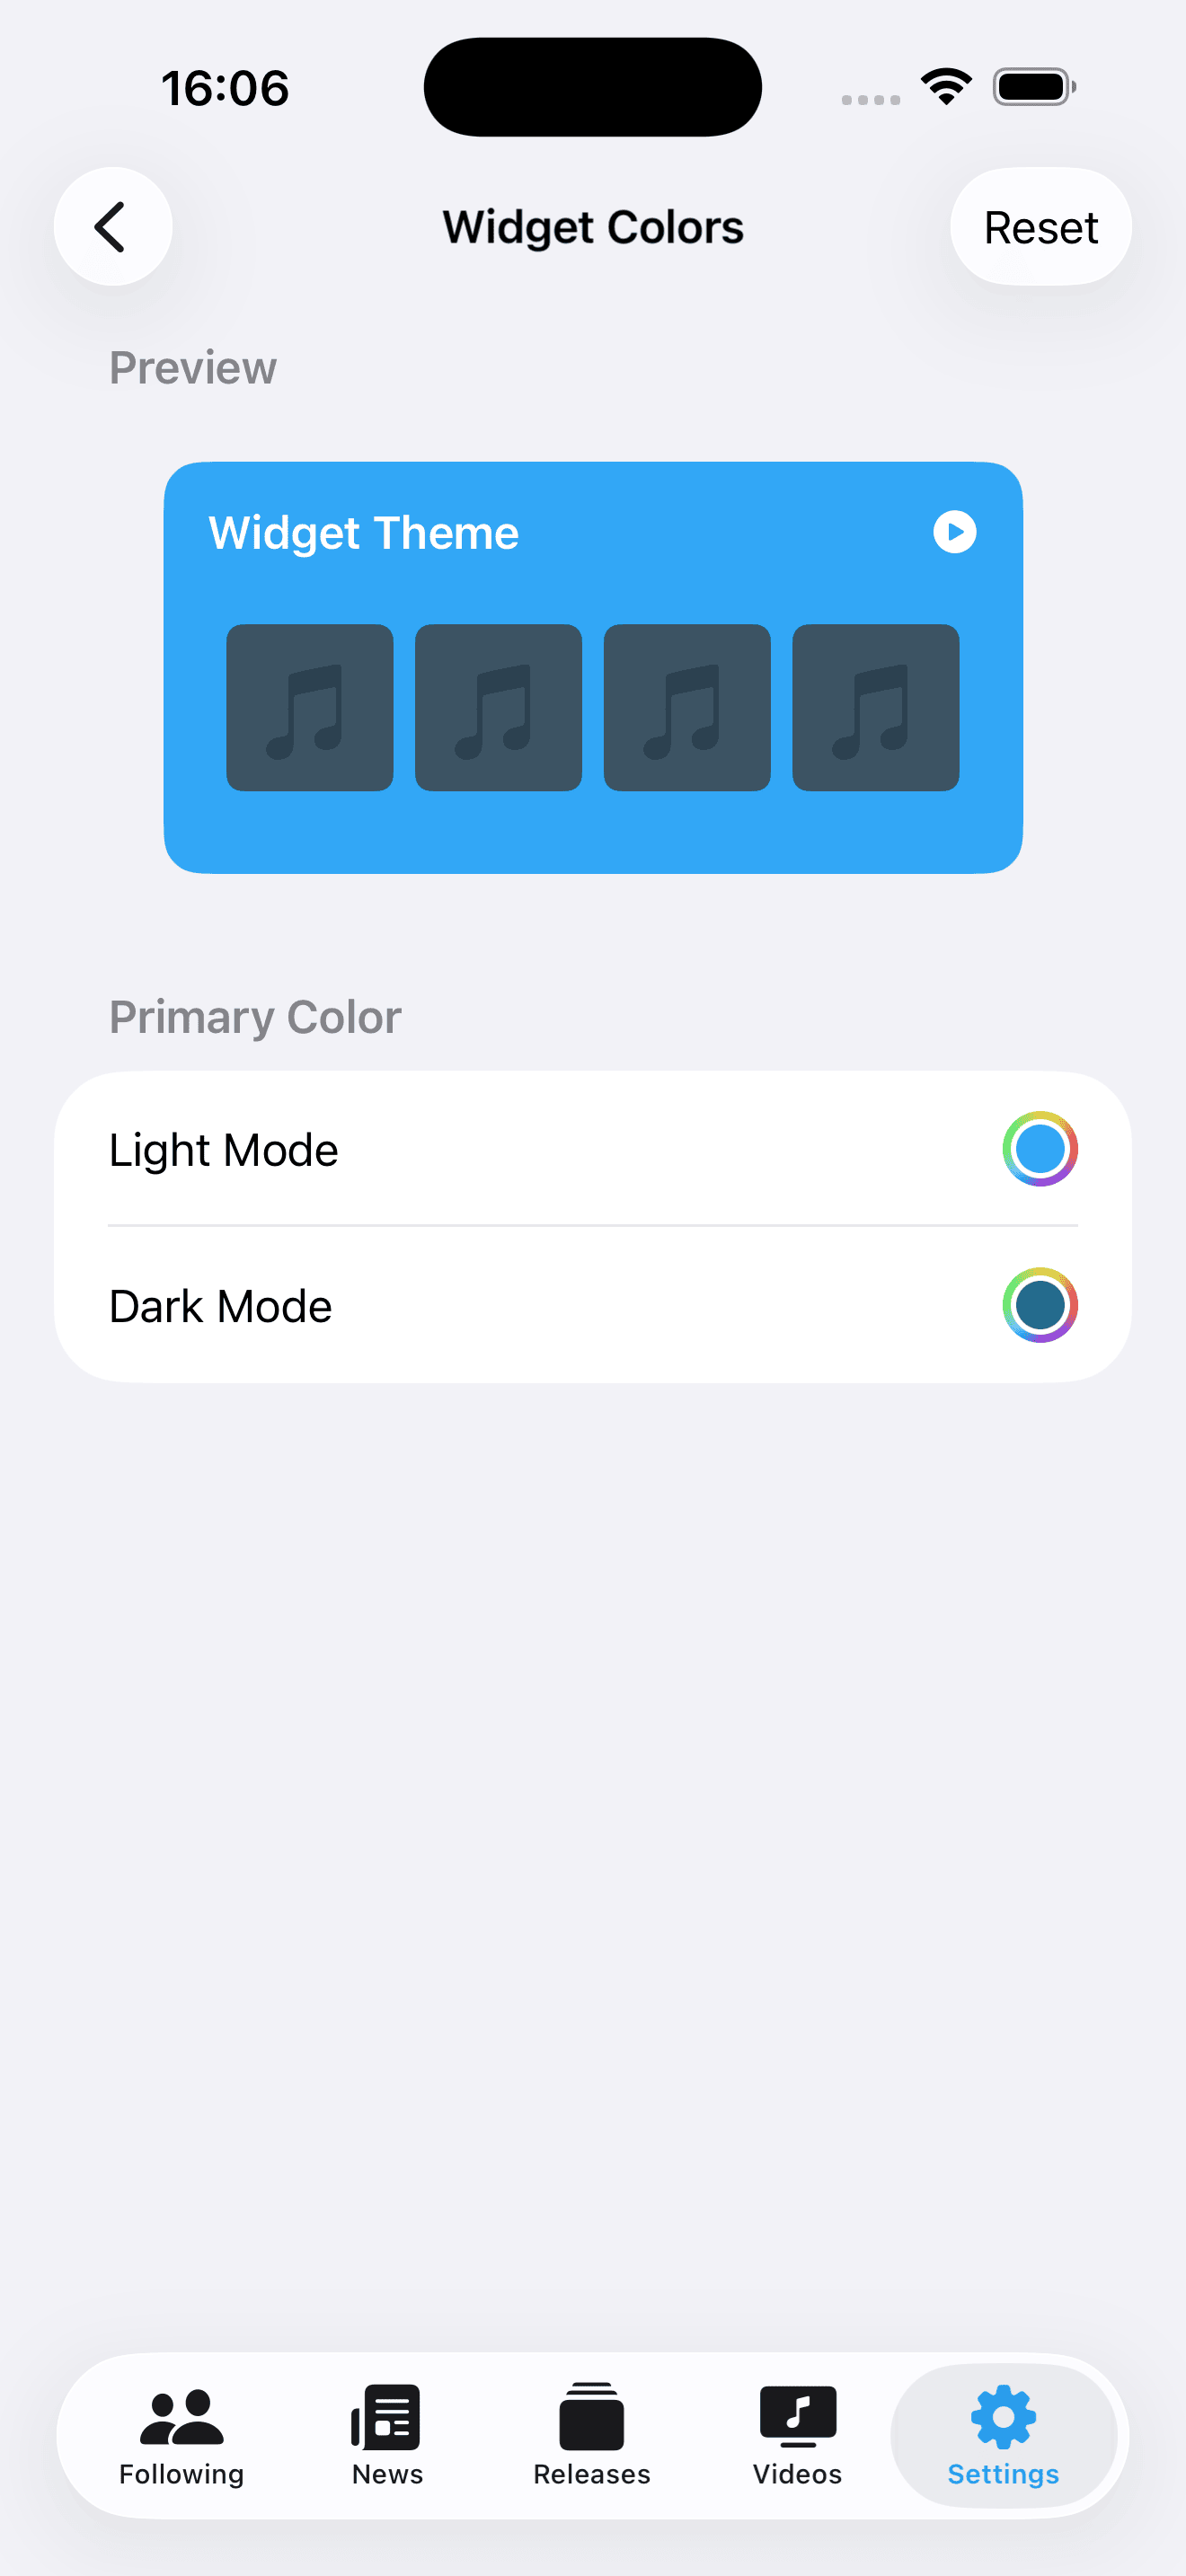 16:06
Widget Colors
Reset
Preview
Widget Theme
Primary Color
Light Mode
Dark Mode
Following
News
Releases
Videos
Settings